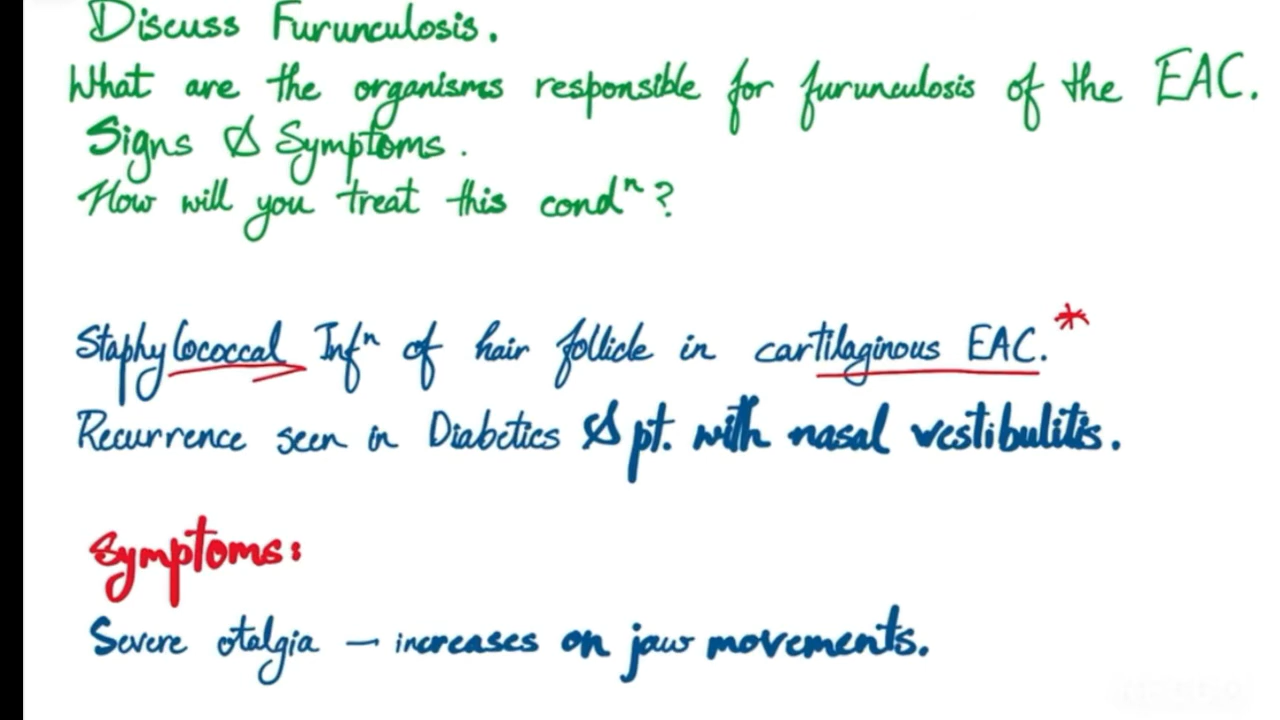 Discuss Furunculosis.
What are the organisms responsible for furunculosis of the EAC.
Signs & Symptoms.
How will you treat this condⁿ?
Staphylococcal Infⁿ of hair follicle in cartilaginous EAC.*
Recurrence seen in Diabetics & pt. with nasal vestibulitis.
Symptoms:
Severe otalgia → increases on jaw movements.